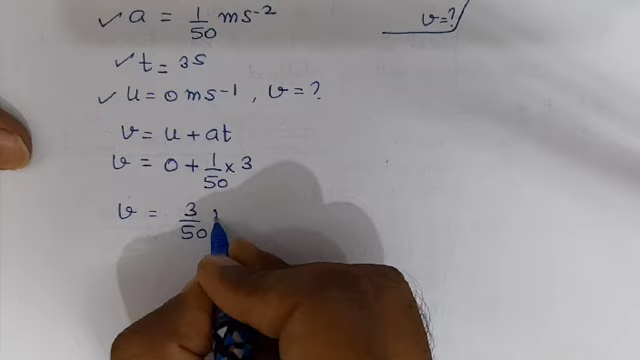 a = 1/50 ms⁻²
v=?
t = 3s
u = 0 ms⁻¹, v = ?
v = u + at
v = 0 + 1/50 x 3
v = 3/50